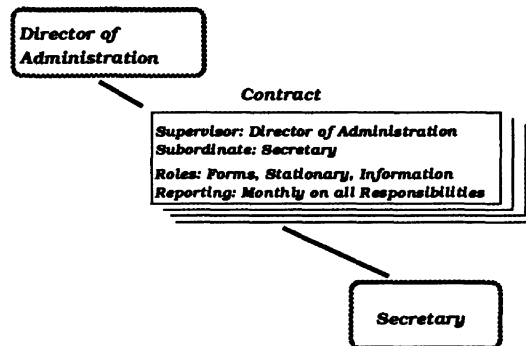 Director of
Administration
Contract
Supervisor: Director of Administration
Subordinate: Secretary
Roles: Forms, Stationary, Information
Reporting: Monthly on all Responsibilities
Secretary